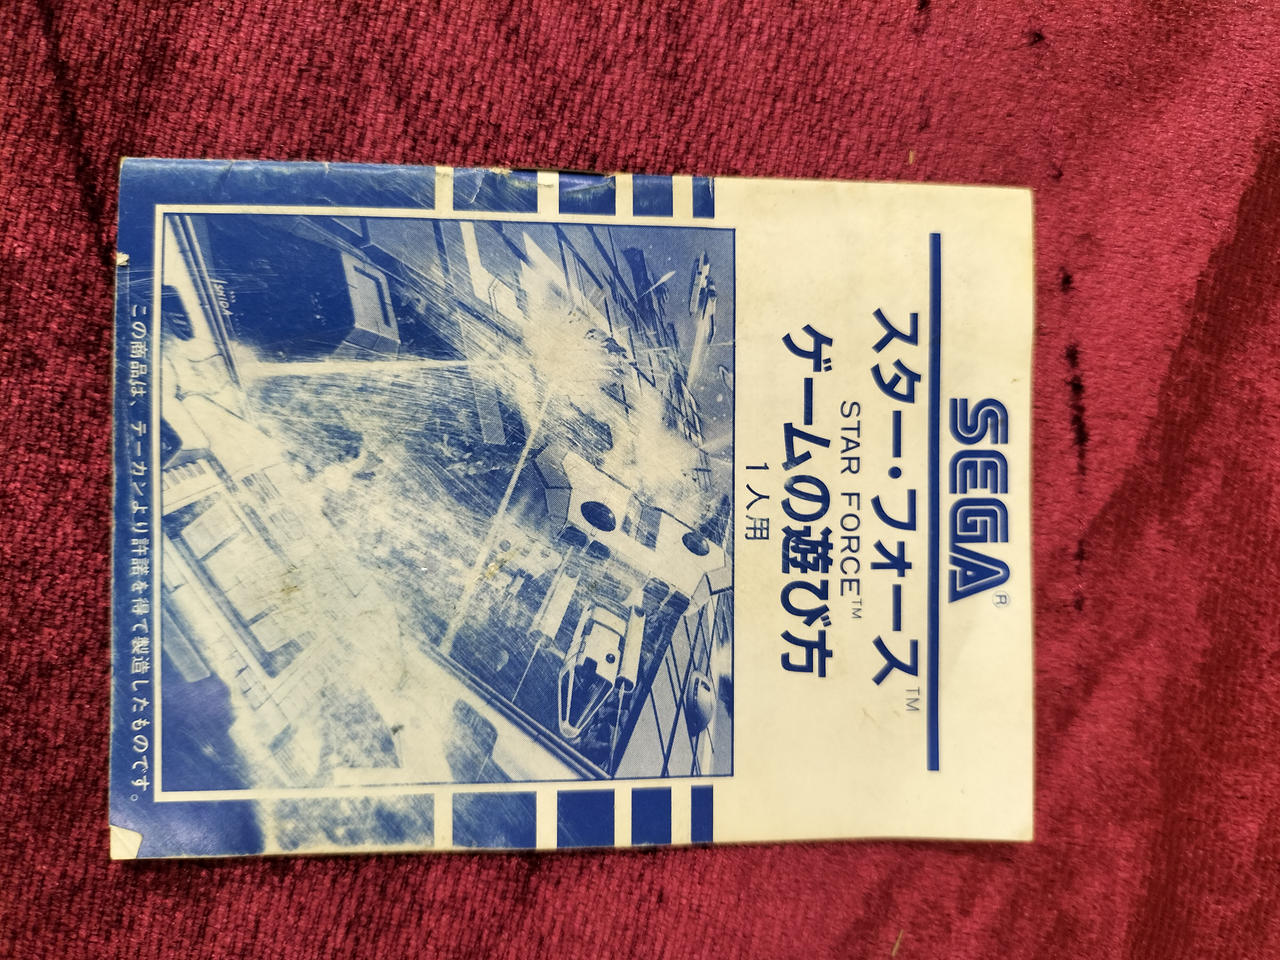 SEGA®
スター・フォース™
STAR FORCE™
ゲームの遊び方
1人用
ISHIDA
この商品は、テーカンより許諾を得て製造したものです。